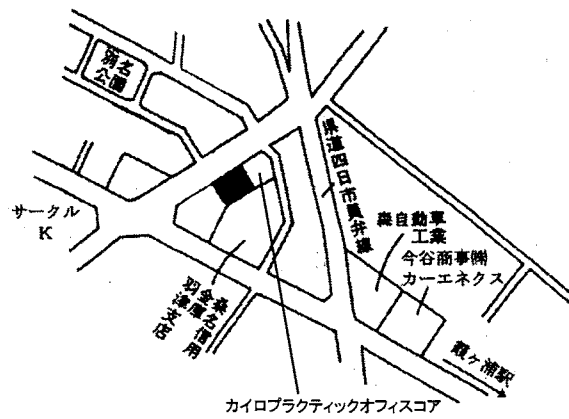 別名
公園
県道四日市員弁線
サークル
K
森自動車
工業
今谷商事㈱
カーエネクス
桑名信用
金庫
羽津支店
霞ヶ浦駅
カイロプラクティックオフィスコア